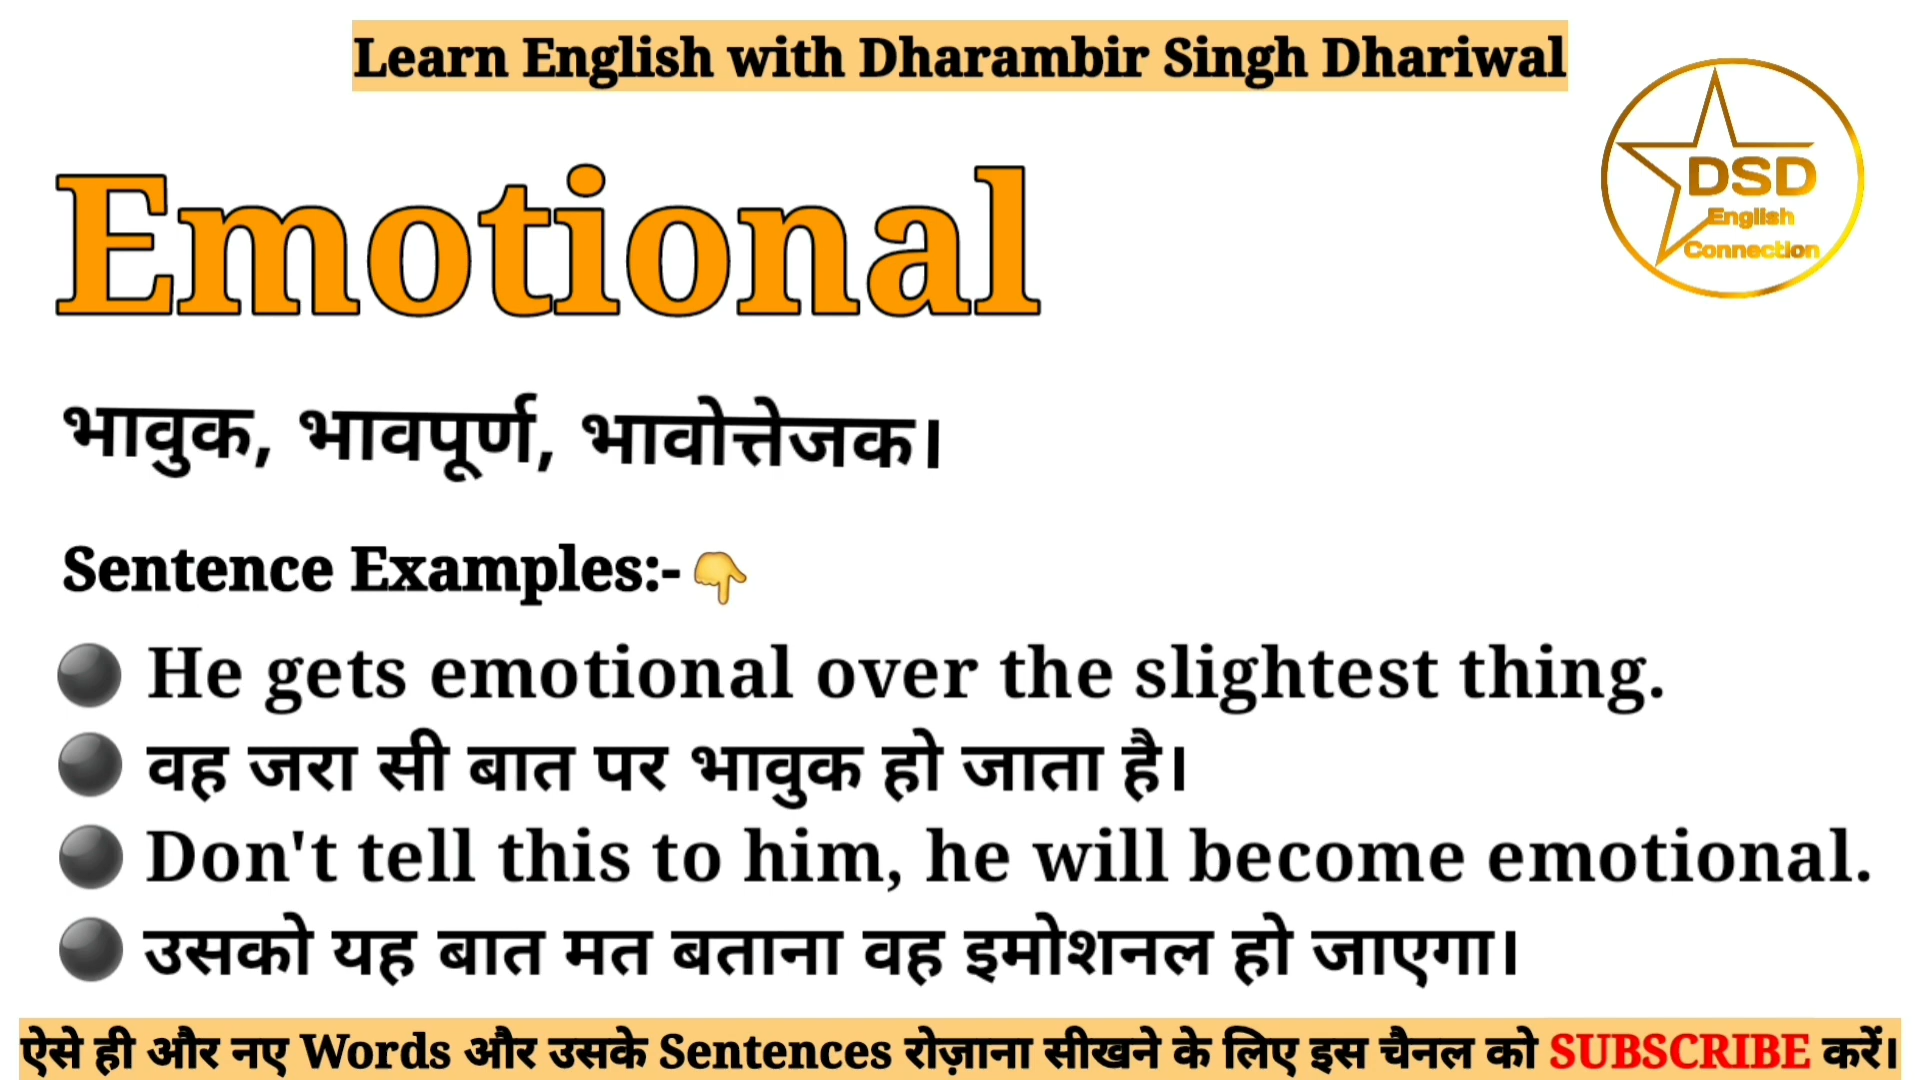 Learn English with Dharambir Singh Dhariwal
DSD
English
Connection
Emotional
भावुक, भावपूर्ण, भावोत्तेजक।
Sentence Examples:- 👇
⚫ He gets emotional over the slightest thing.
⚫ वह जरा सी बात पर भावुक हो जाता है।
⚫ Don't tell this to him, he will become emotional.
⚫ उसको यह बात मत बताना वह इमोशनल हो जाएगा।
ऐसे ही और नए Words और उसके Sentences रोज़ाना सीखने के लिए इस चैनल को SUBSCRIBE करें।